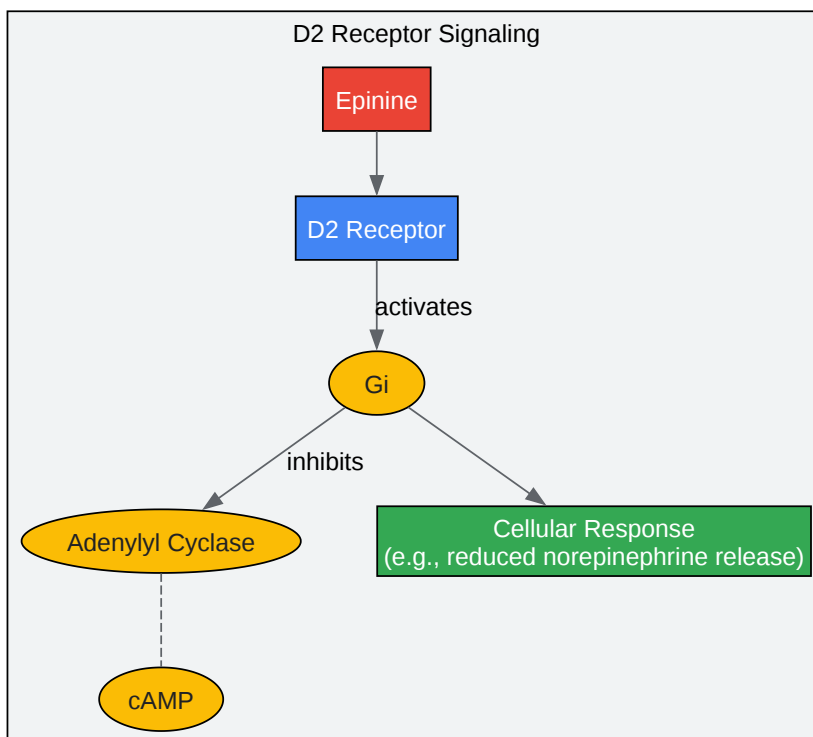 D2 Receptor Signaling
Epinine
D2 Receptor
activates
Gi
inhibits
Adenylyl Cyclase
Cellular Response
(e.g., reduced norepinephrine release)
cAMP